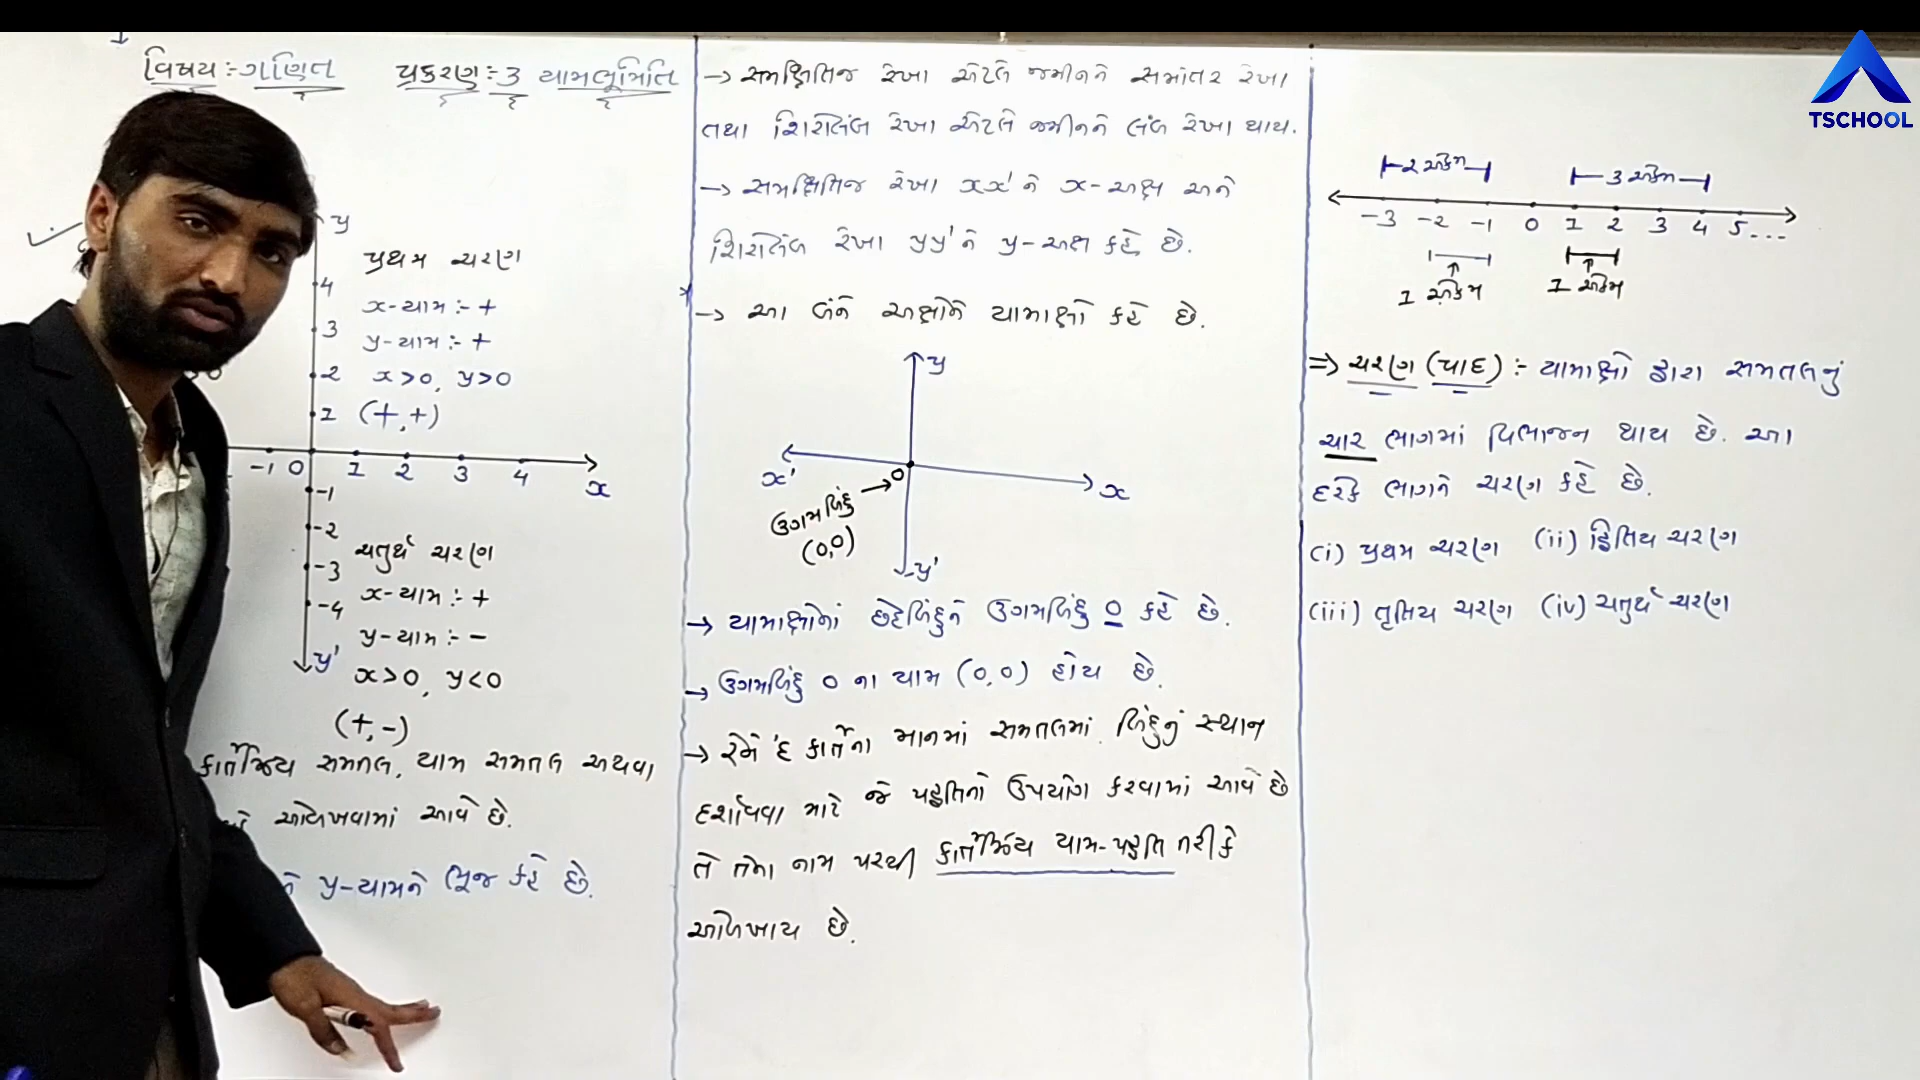 વિષય :- ગણિત પ્રકરણ :- 3 યામભૂમિતિ
y
પ્રથમ ચરણ
x-યામ :- +
y-યામ :- +
x>0, y>0
(+,+)
4
3
2
1
-1 0 1 2 3 4
x
-1
-2
-3
-4
y'
ચતુર્થ ચરણ
x-યામ :- +
y-યામ :- -
x>0, y<0
(+,-)
કાર્તેઝિય સમતલ, યામ સમતલ અથવા
ઓળખવામાં આવે છે.
y-યામને ભૂજ કહે છે.
→ સમક્ષિતિજ રેખા એટલે જમીનને સમાંતર રેખા
તથા શિરોલંબ રેખા એટલે જમીનને લંબ રેખા થાય.
→ સમક્ષિતિજ રેખા xx' ને x-અક્ષ અને
શિરોલંબ રેખા yy' ને y-અક્ષ કહે છે.
→ આ બંને અક્ષોને યામાક્ષો કહે છે.
y
x'
0
x
ઉગમબિંદુ →
(0,0)
y'
→ યામાક્ષોનાં છેદબિંદુને ઉગમબિંદુ 0 કહે છે.
→ ઉગમબિંદુ 0 ના યામ (0,0) હોય છે.
→ રેને 'દ કાર્તેના માનમાં સમતલમાં બિંદુનું સ્થાન
દર્શાવવા માટે જે પદ્ધતિનો ઉપયોગ કરવામાં આવે છે
તે તેના નામ પરથી કાર્તેઝિય યામ-પદ્ધતિ તરીકે
ઓળખાય છે.
2 એકમ 3 એકમ
-3 -2 -1 0 1 2 3 4 5...
1 એકમ 1 એકમ
⇒ ચરણ (પાદ) :- યામાક્ષો દ્વારા સમતલનું
ચાર ભાગમાં વિભાજન થાય છે. આ
દરેક ભાગને ચરણ કહે છે.
(i) પ્રથમ ચરણ (ii) દ્વિતિય ચરણ
(iii) તૃતિય ચરણ (iv) ચતુર્થ ચરણ
TSCHOOL